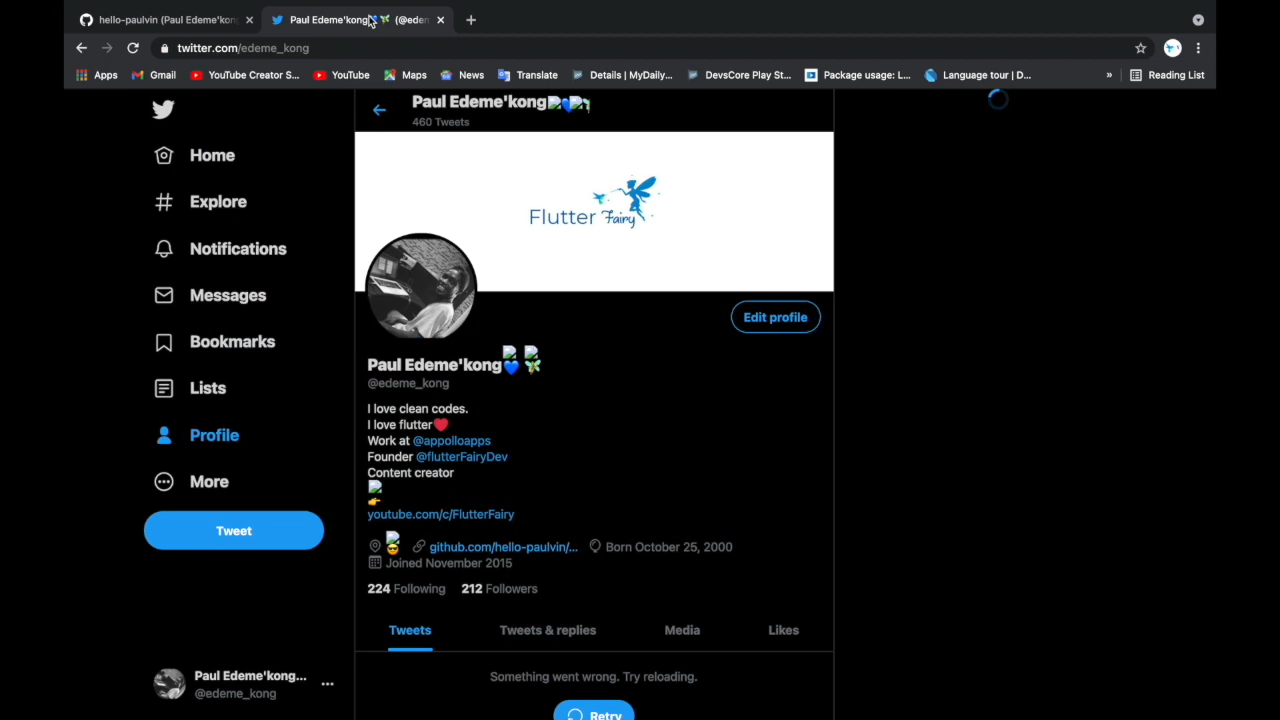 hello-paulvin (Paul Edeme'kong
Paul Edeme'kong💙 (@eden
twitter.com/edeme_kong
Apps
Gmail
YouTube Creator S...
YouTube
Maps
News
Translate
Details | MyDaily...
DevsCore Play St...
Package usage: L...
Language tour | D...
»
Reading List
Paul Edeme'kong💙
460 Tweets
Flutter Fairy
Home
Explore
Notifications
Messages
Bookmarks
Lists
Profile
More
Tweet
Edit profile
Paul Edeme'kong💙
@edeme_kong
I love clean codes.
I love flutter❤️
Work at @appolloapps
Founder @flutterFairyDev
Content creator
👉
youtube.com/c/FlutterFairy
😎 github.com/hello-paulvin/... Born October 25, 2000
Joined November 2015
224 Following 212 Followers
Tweets
Tweets & replies
Media
Likes
Something went wrong. Try reloading.
Retry
Paul Edeme'kong...
@edeme_kong